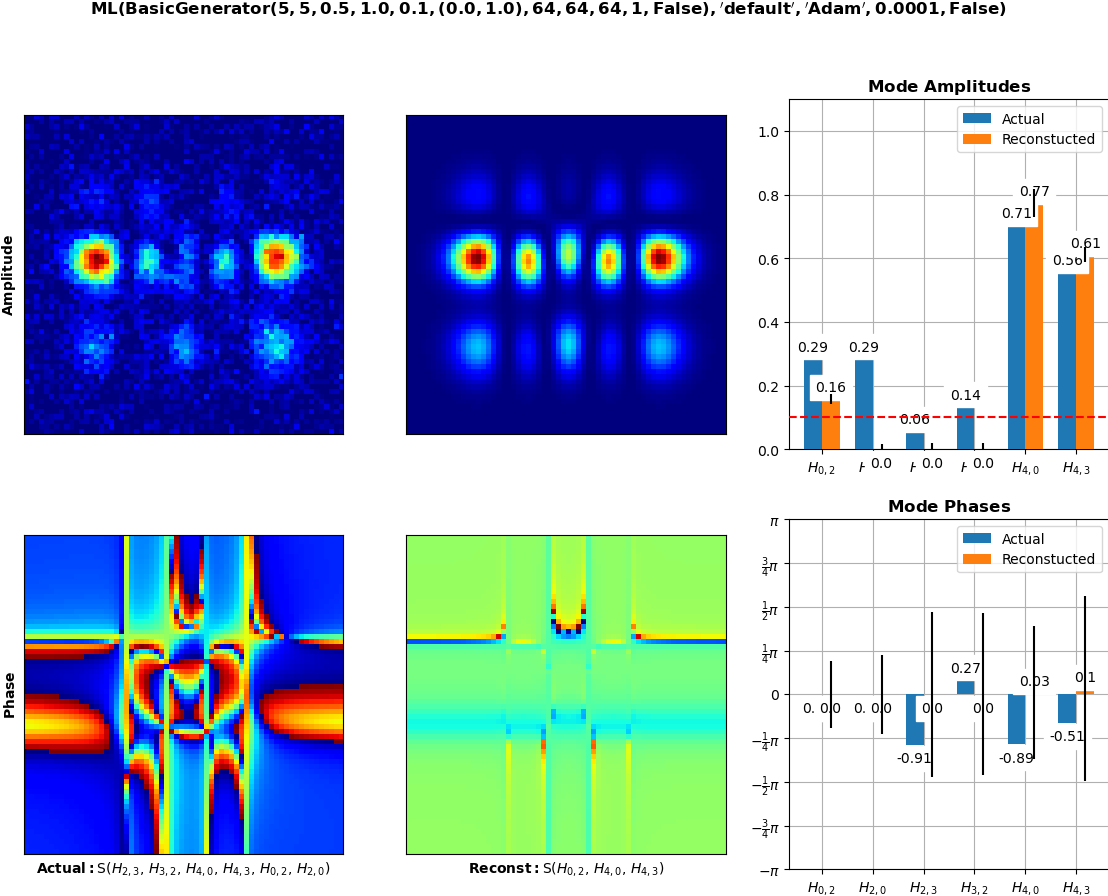 ML(BasicGenerator(5, 5, 0.5, 1.0, 0.1, (0.0, 1.0), 64, 64, 64, 1, False), ′default′, ′Adam′, 0.0001, False)
Mode Amplitudes
Actual
Reconstucted
1.0
0.8
0.6
0.4
0.2
0.0
0.29
0.16
0.29
0.0
0.06
0.0
0.14
0.0
0.71
0.77
0.56
0.61
H0,2
H4,0
H4,3
Amplitude
Mode Phases
Actual
Reconstucted
π
3/4π
1/2π
1/4π
0
−1/4π
−1/2π
−3/4π
−π
-0.91
0.27
-0.89
0.03
-0.51
0.1
H0,2
H2,0
H2,3
H3,2
H4,0
H4,3
Phase
Actual: S(H2,3, H3,2, H4,0, H4,3, H0,2, H2,0)
Reconst: S(H0,2, H4,0, H4,3)